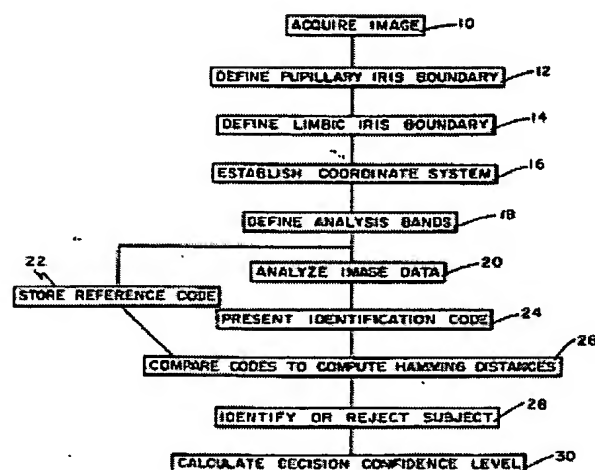 ACQUIRE IMAGE 10
DEFINE PUPILLARY IRIS BOUNDARY 12
DEFINE LIMBIC IRIS BOUNDARY 14
ESTABLISH COORDINATE SYSTEM 16
DEFINE ANALYSIS BANDS 18
ANALYZE IMAGE DATA 20
22
STORE REFERENCE CODE
PRESENT IDENTIFICATION CODE 24
COMPARE CODES TO COMPUTE HAMMING DISTANCES 26
IDENTIFY OR REJECT SUBJECT 28
CALCULATE DECISION CONFIDENCE LEVEL 30